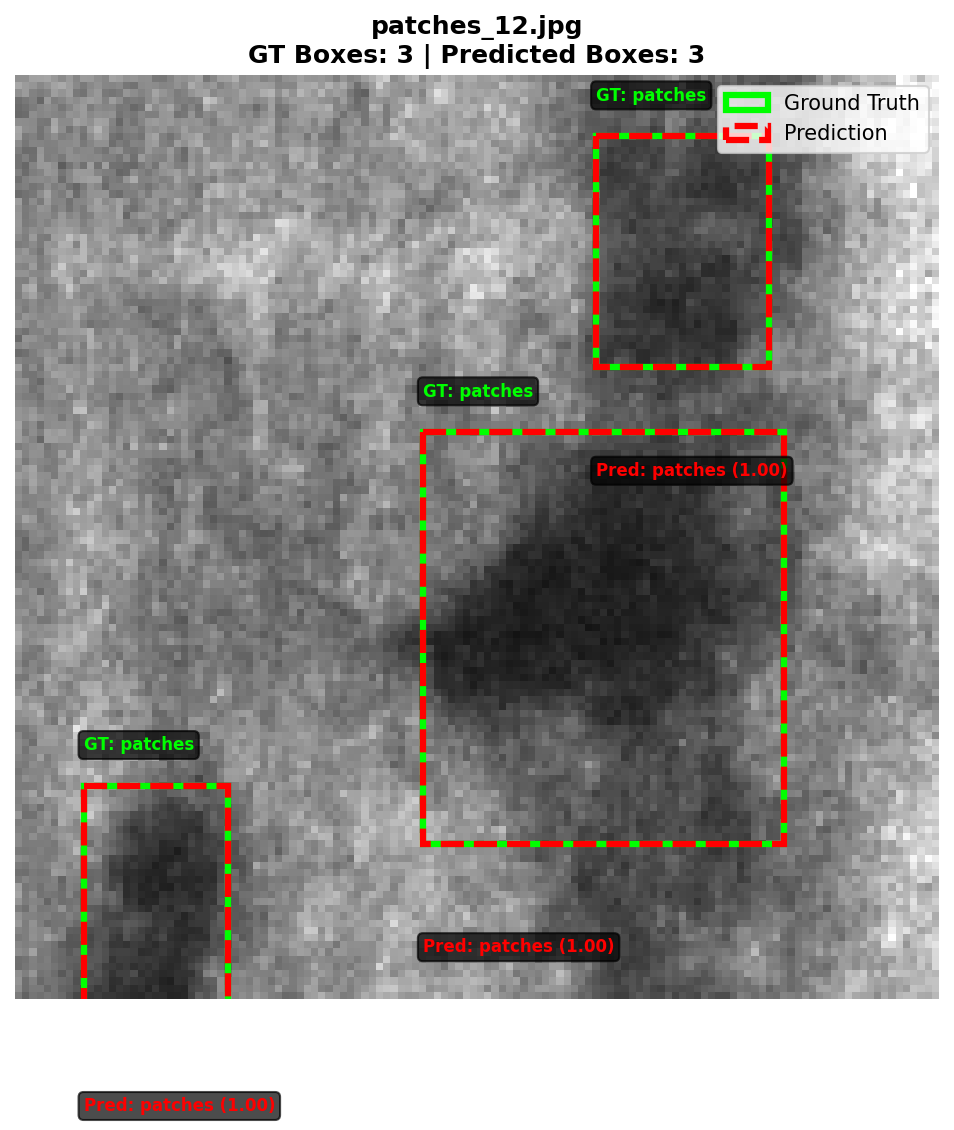 patches_12.jpg
GT Boxes: 3 | Predicted Boxes: 3
GT: patches
Ground Truth
Prediction
GT: patches
Pred: patches (1.00)
GT: patches
Pred: patches (1.00)
Pred: patches (1.00)